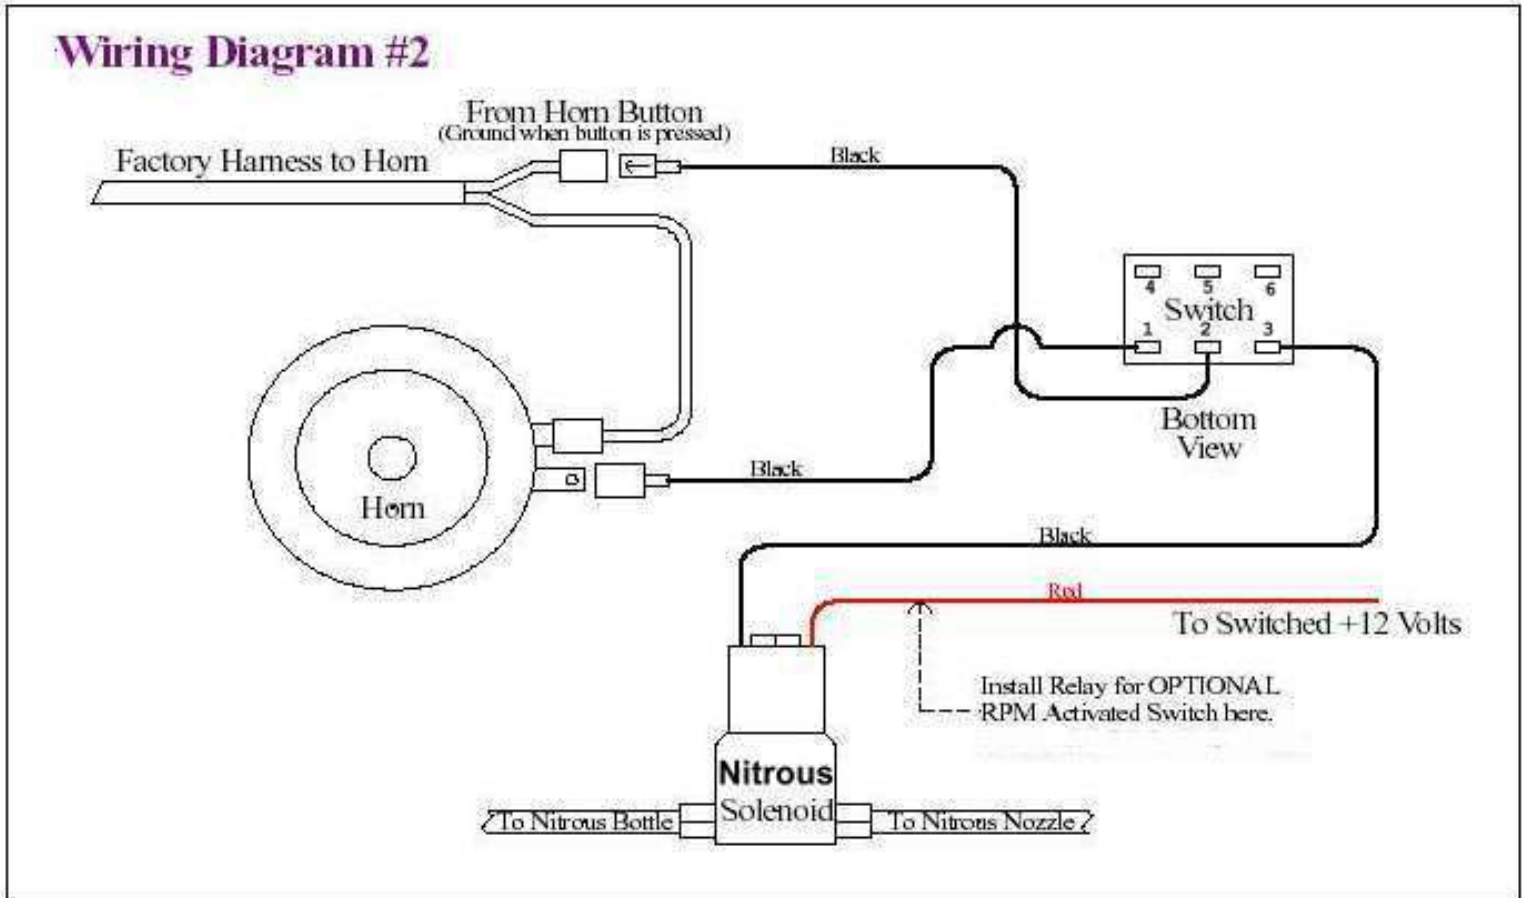 Wiring Diagram #2
From Horn Button
(Ground when button is pressed)
Factory Harness to Horn
Black
4 5 6
Switch
1 2 3
Bottom
View
Horn
Black
Black
Red
To Switched +12 Volts
Install Relay for OPTIONAL
RPM Activated Switch here.
Nitrous
Solenoid
To Nitrous Bottle
To Nitrous Nozzle